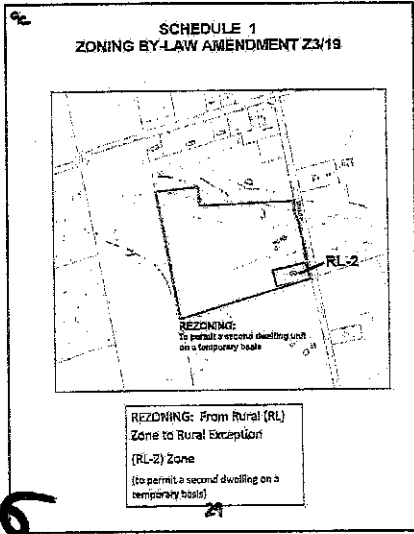 SCHEDULE 1
ZONING BY-LAW AMENDMENT Z3/19
RL-2
REZONING:
To permit a second dwelling unit
on a temporary basis
REZONING: From Rural (RL)
Zone to Rural Exception
(RL-2) Zone
(to permit a second dwelling on a
temporary basis)
29
6